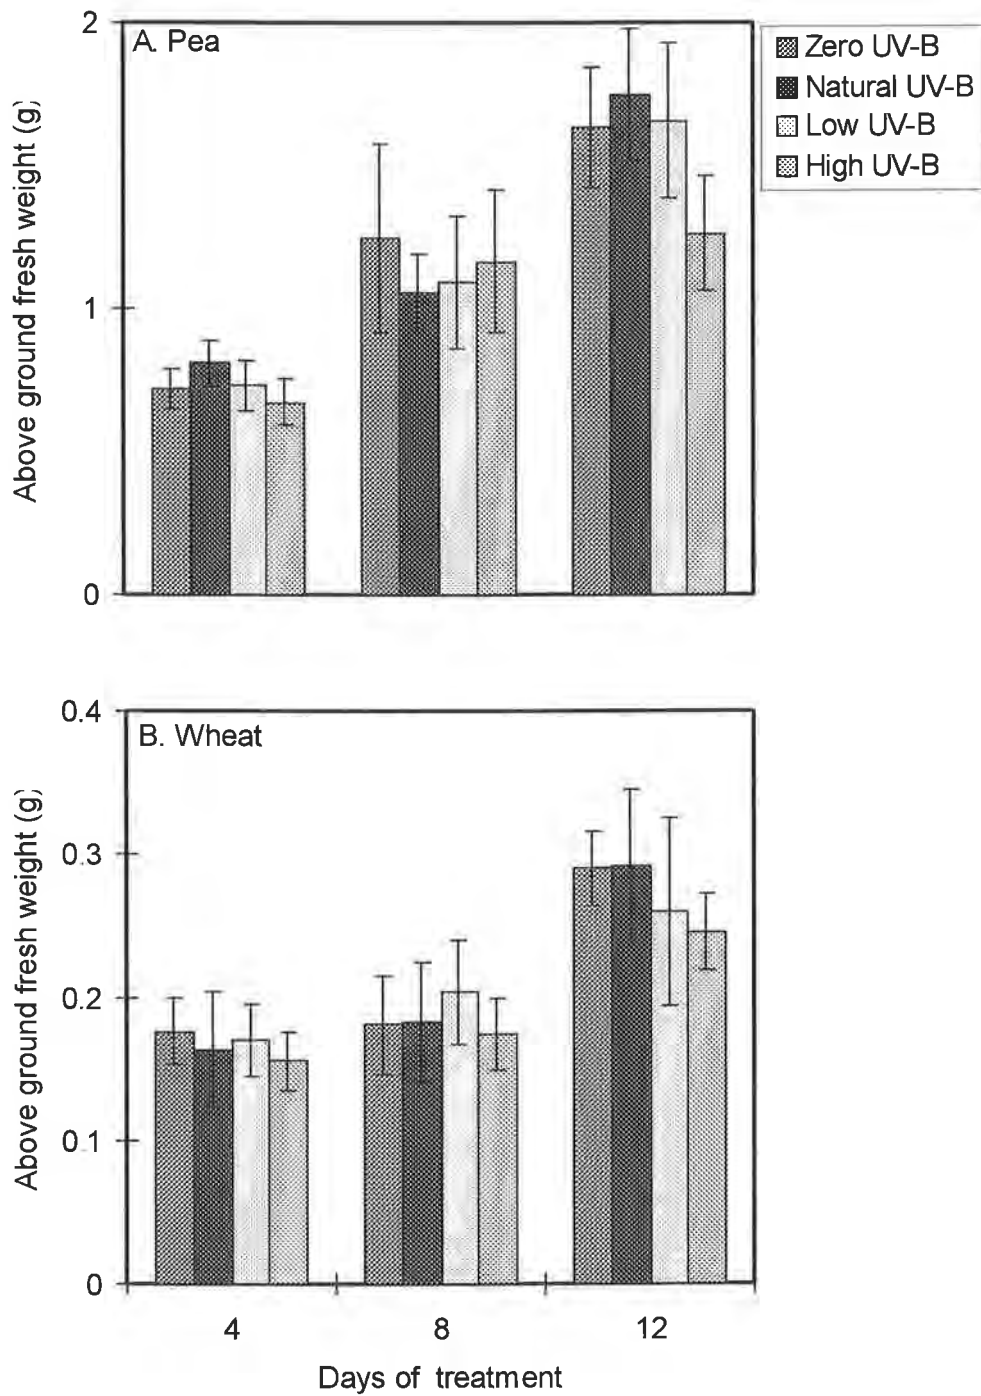 2
A. Pea
Zero UV-B
Natural UV-B
Low UV-B
High UV-B
Above ground fresh weight (g)
1
0
0.4
B. Wheat
Above ground fresh weight (g)
0.3
0.2
0.1
0
4 8 12
Days of treatment